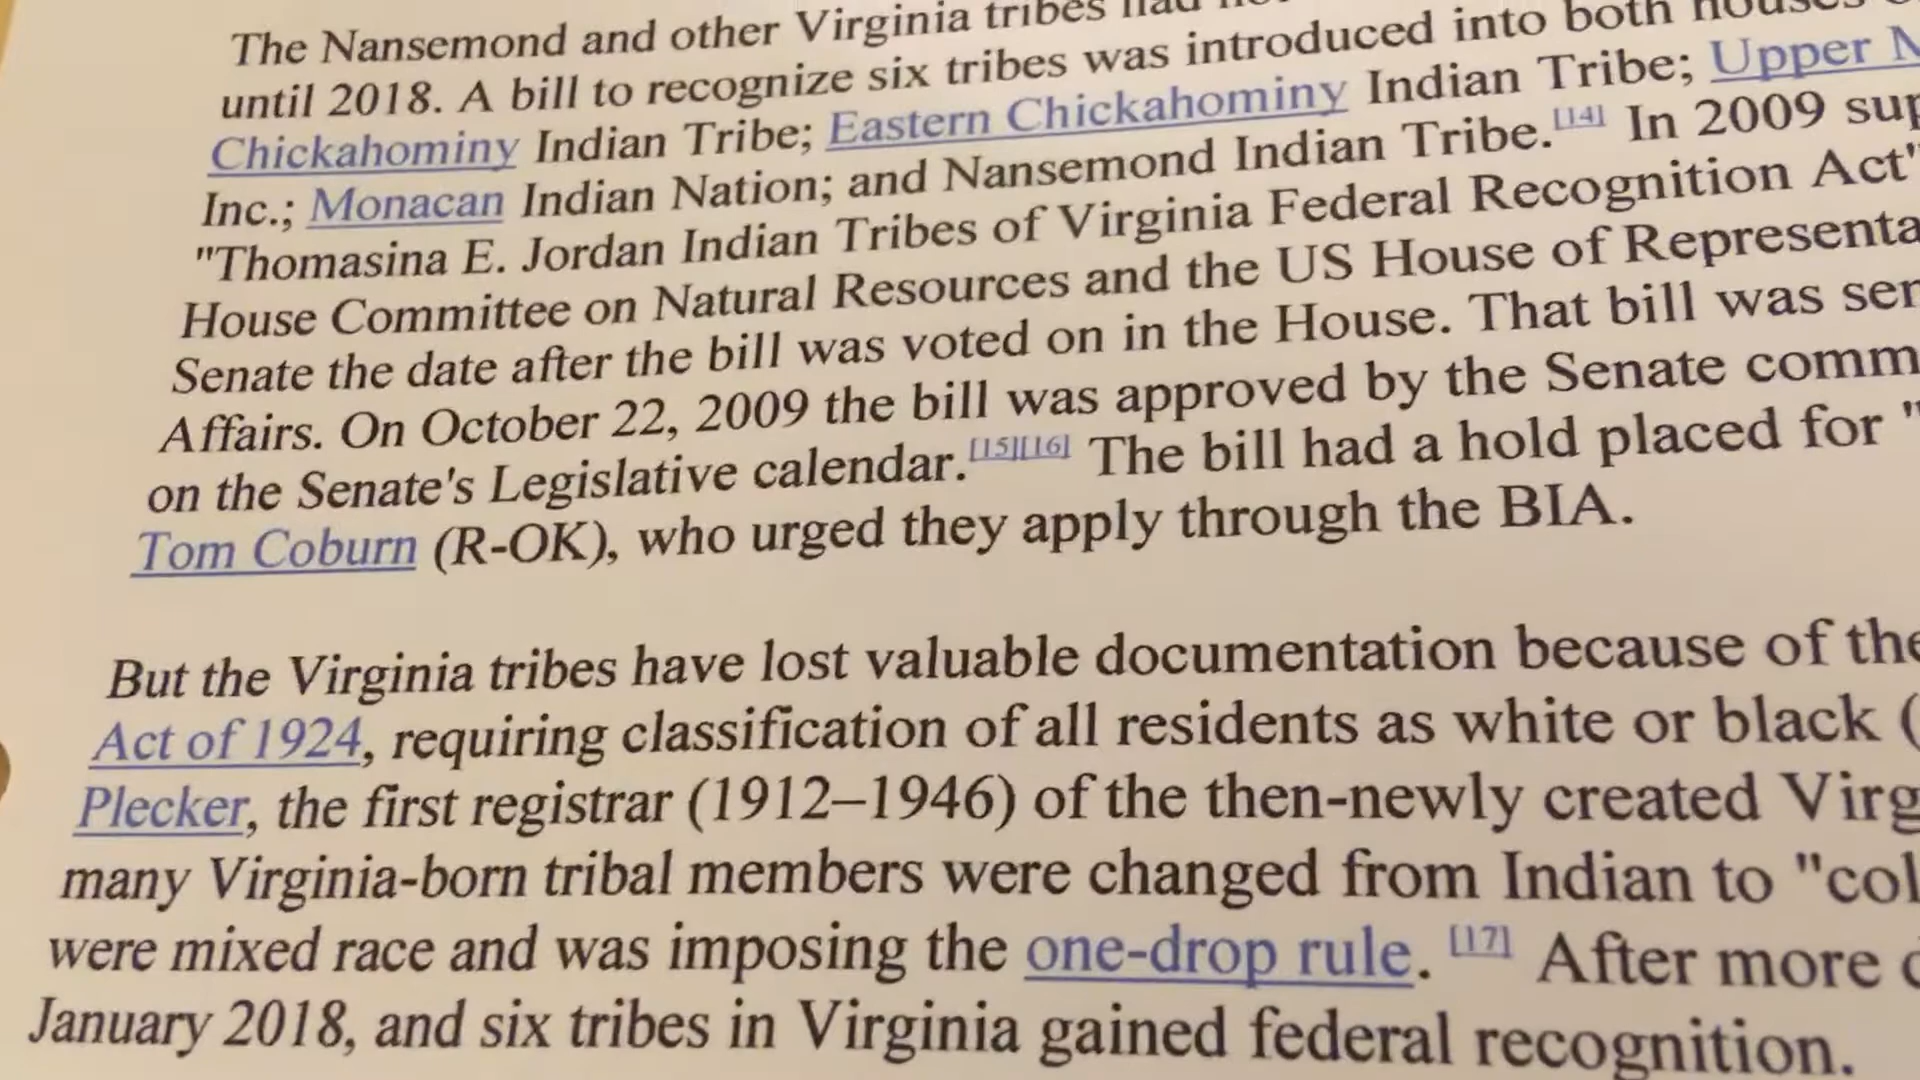 The Nansemond and other Virginia tribes had
until 2018. A bill to recognize six tribes was introduced into both houses
Chickahominy Indian Tribe; Eastern Chickahominy Indian Tribe; Upper
Inc.; Monacan Indian Nation; and Nansemond Indian Tribe.[14] In 2009
"Thomasina E. Jordan Indian Tribes of Virginia Federal Recognition Act"
House Committee on Natural Resources and the US House of
Senate the date after the bill was voted on in the House. That bill was
Affairs. On October 22, 2009 the bill was approved by the Senate
on the Senate's Legislative calendar.[15][16] The bill had a hold placed for "
Tom Coburn (R-OK), who urged they apply through the BIA.
But the Virginia tribes have lost valuable documentation because of the
Act of 1924, requiring classification of all residents as white or black (
Plecker, the first registrar (1912–1946) of the then-newly created
many Virginia-born tribal members were changed from Indian to "
were mixed race and was imposing the one-drop rule. [17] After more
January 2018, and six tribes in Virginia gained federal recognition.